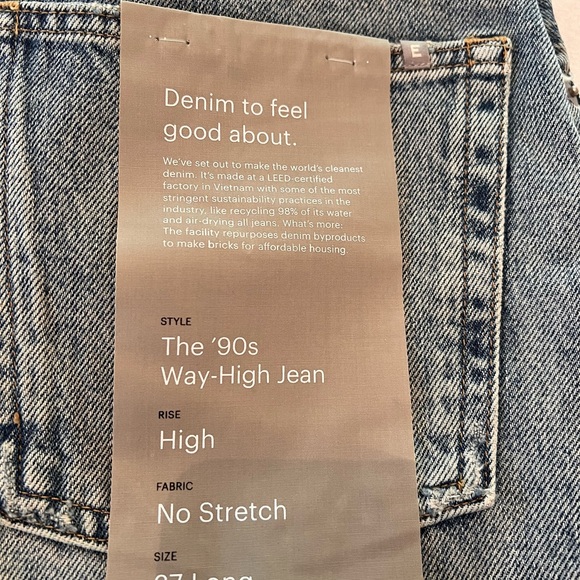 E
Denim to feel
good about.
We've set out to make the world's cleanest
denim. It's made at a LEED-certified
factory in Vietnam with some of the most
stringent sustainability practices in the
industry, like recycling 98% of its water
and air-drying all jeans. What's more:
The facility repurposes denim byproducts
to make bricks for affordable housing.
STYLE
The '90s
Way-High Jean
RISE
High
FABRIC
No Stretch
SIZE
27 Long